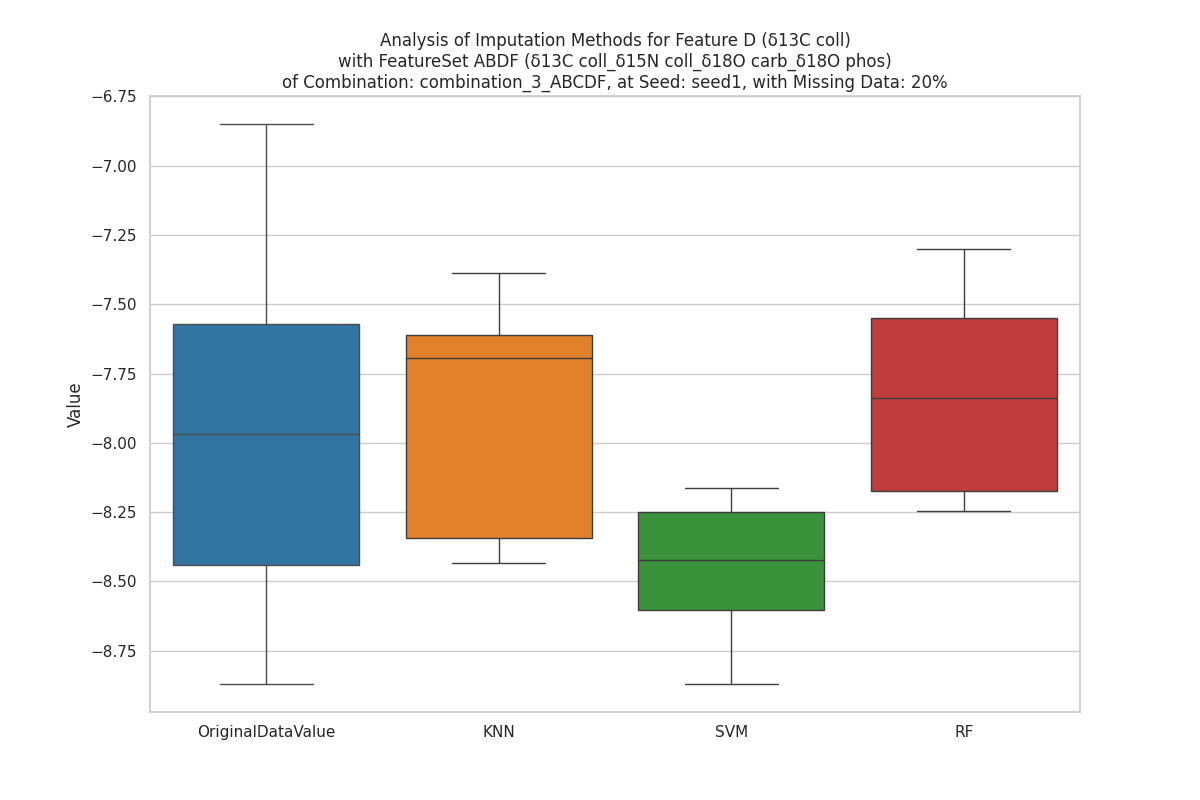 Analysis of Imputation Methods for Feature D (δ13C coll)
with FeatureSet ABDF (δ13C coll_δ15N coll_δ18O carb_δ18O phos)
of Combination: combination_3_ABCDF, at Seed: seed1, with Missing Data: 20%
−6.75
−7.00
−7.25
−7.50
−7.75
−8.00
−8.25
−8.50
−8.75
Value
OriginalDataValue
KNN
SVM
RF